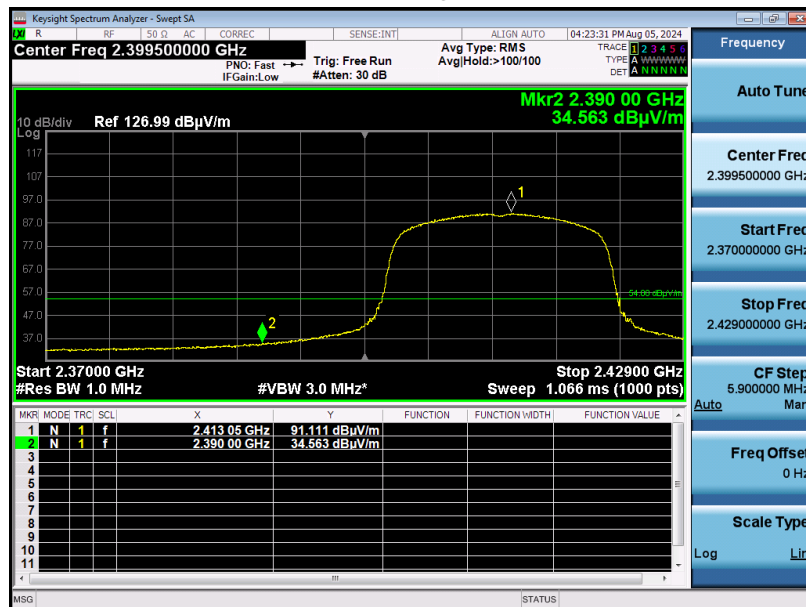 Keysight Spectrum Analyzer - Swept SA
LXI R RF 50 Ω AC CORREC SENSE:INT ALIGN AUTO 04:23:31 PM Aug 05, 2024
Center Freq 2.399500000 GHz
PNO: Fast
IFGain:Low
Trig: Free Run
#Atten: 30 dB
Avg Type: RMS
Avg|Hold:>100/100
TRACE 1 2 3 4 5 6
TYPE A WWWWW
DET A N N N N N
Mkr2 2.390 00 GHz
34.563 dBµV/m
10 dB/div Ref 126.99 dBµV/m
Log
117
107
97.0
87.0
77.0
67.0
57.0
47.0
37.0
1
2
54.00 dBµV/m
Start 2.37000 GHz Stop 2.42900 GHz
#Res BW 1.0 MHz #VBW 3.0 MHz* Sweep 1.066 ms (1000 pts)
MKR MODE TRC SCL X Y FUNCTION FUNCTION WIDTH FUNCTION VALUE
1 N 1 f 2.413 05 GHz 91.111 dBµV/m
2 N 1 f 2.390 00 GHz 34.563 dBµV/m
3
4
5
6
7
8
9
10
11
MSG STATUS
Frequency
Auto Tune
Center Freq
2.399500000 GHz
Start Freq
2.370000000 GHz
Stop Freq
2.429000000 GHz
CF Step
5.900000 MHz
Auto Man
Freq Offset
0 Hz
Scale Type
Log Lin